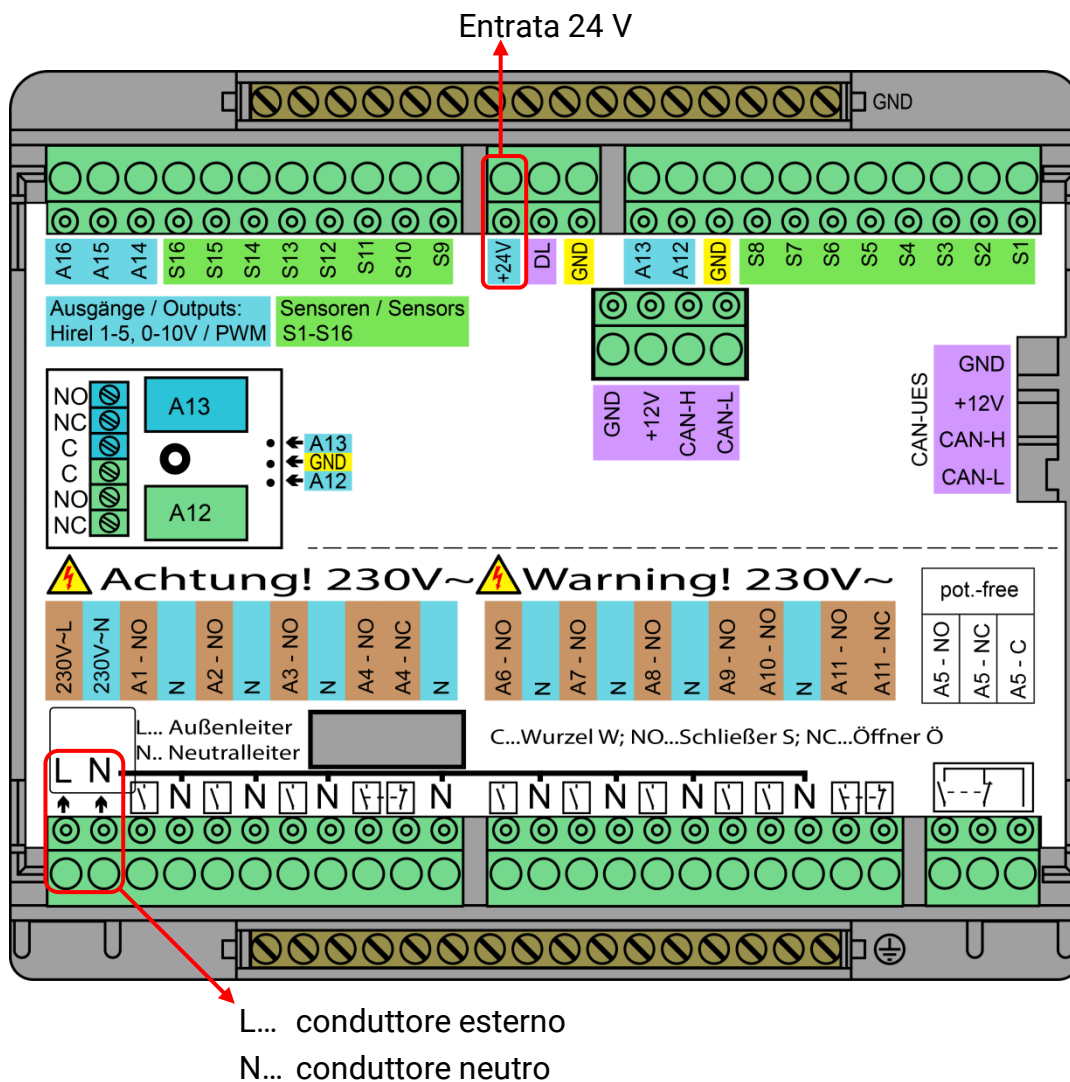 Entrata 24 V
GND
A16 A15 A14 S16 S15 S14 S13 S12 S11 S10 S9 +24V DL GND A13 A12 GND S8 S7 S6 S5 S4 S3 S2 S1
Ausgänge / Outputs:
Hirel 1-5, 0-10V / PWM
Sensoren / Sensors
S1-S16
GND +12V CAN-H CAN-L
CAN-UES
GND
+12V
CAN-H
CAN-L
NO
NC
C
C
NO
NC
A13
A12
A13
GND
A12
Achtung! 230V~
Warning! 230V~
230V~L 230V~N A1 - NO N A2 - NO N A3 - NO N A4 - NO A4 - NC N A6 - NO N A7 - NO N A8 - NO N A9 - NO A10 - NO N A11 - NO A11 - NC
pot.-free
A5 - NO A5 - NC A5 - C
L... Außenleiter
N.. Neutralleiter
C...Wurzel W; NO...Schließer S; NC...Öffner Ö
L N
N N N N N N N N
L... conduttore esterno
N... conduttore neutro